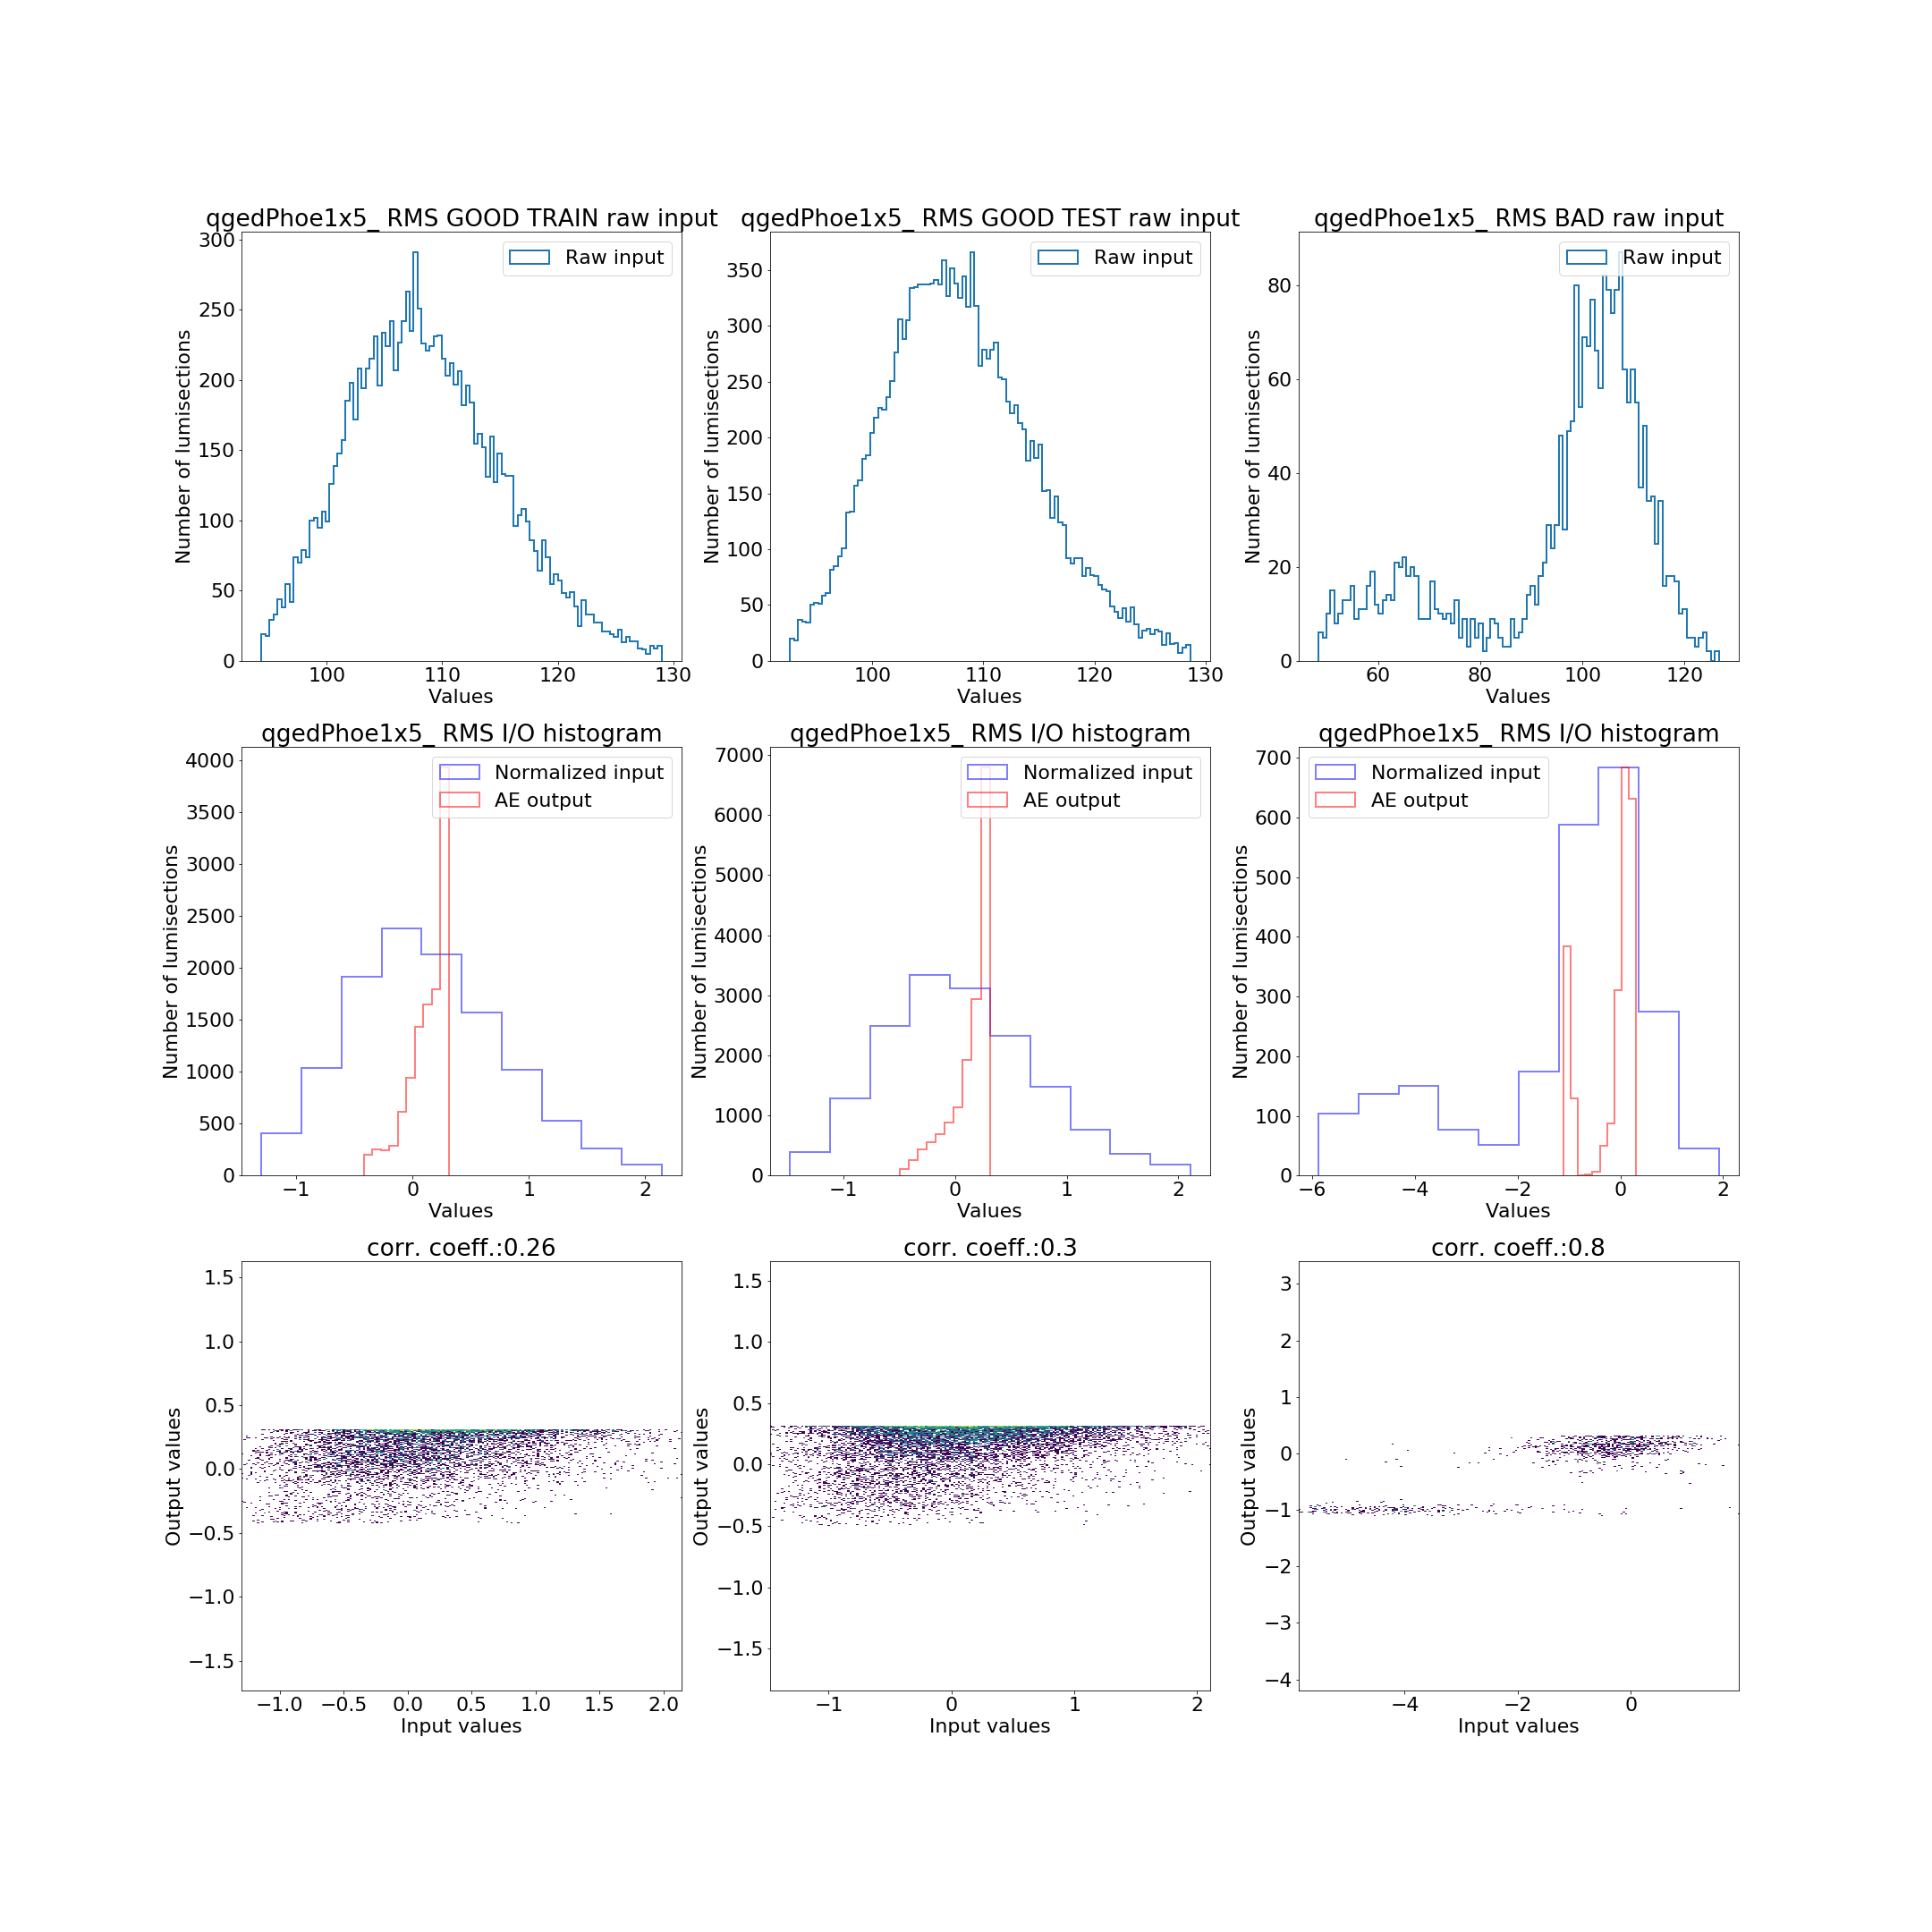 qgedPhoe1x5_ RMS GOOD TRAIN raw input
qgedPhoe1x5_ RMS GOOD TEST raw input
qgedPhoe1x5_ RMS BAD raw input
Raw input
Raw input
Raw input
Number of lumisections
Number of lumisections
Number of lumisections
300
250
200
150
100
50
0
350
300
250
200
150
100
50
0
80
60
40
20
0
100 110 120 130
100 110 120 130
60 80 100 120
Values
Values
Values
qgedPhoe1x5_ RMS I/O histogram
qgedPhoe1x5_ RMS I/O histogram
qgedPhoe1x5_ RMS I/O histogram
Normalized input
AE output
Normalized input
AE output
Normalized input
AE output
Number of lumisections
Number of lumisections
Number of lumisections
4000
3500
3000
2500
2000
1500
1000
500
0
7000
6000
5000
4000
3000
2000
1000
0
700
600
500
400
300
200
100
0
−1 0 1 2
−1 0 1 2
−6 −4 −2 0 2
Values
Values
Values
corr. coeff.:0.26
corr. coeff.:0.3
corr. coeff.:0.8
Output values
Output values
Output values
1.5
1.0
0.5
0.0
−0.5
−1.0
−1.5
1.5
1.0
0.5
0.0
−0.5
−1.0
−1.5
3
2
1
0
−1
−2
−3
−4
−1.0 −0.5 0.0 0.5 1.0 1.5 2.0
−1 0 1 2
−4 −2 0
Input values
Input values
Input values